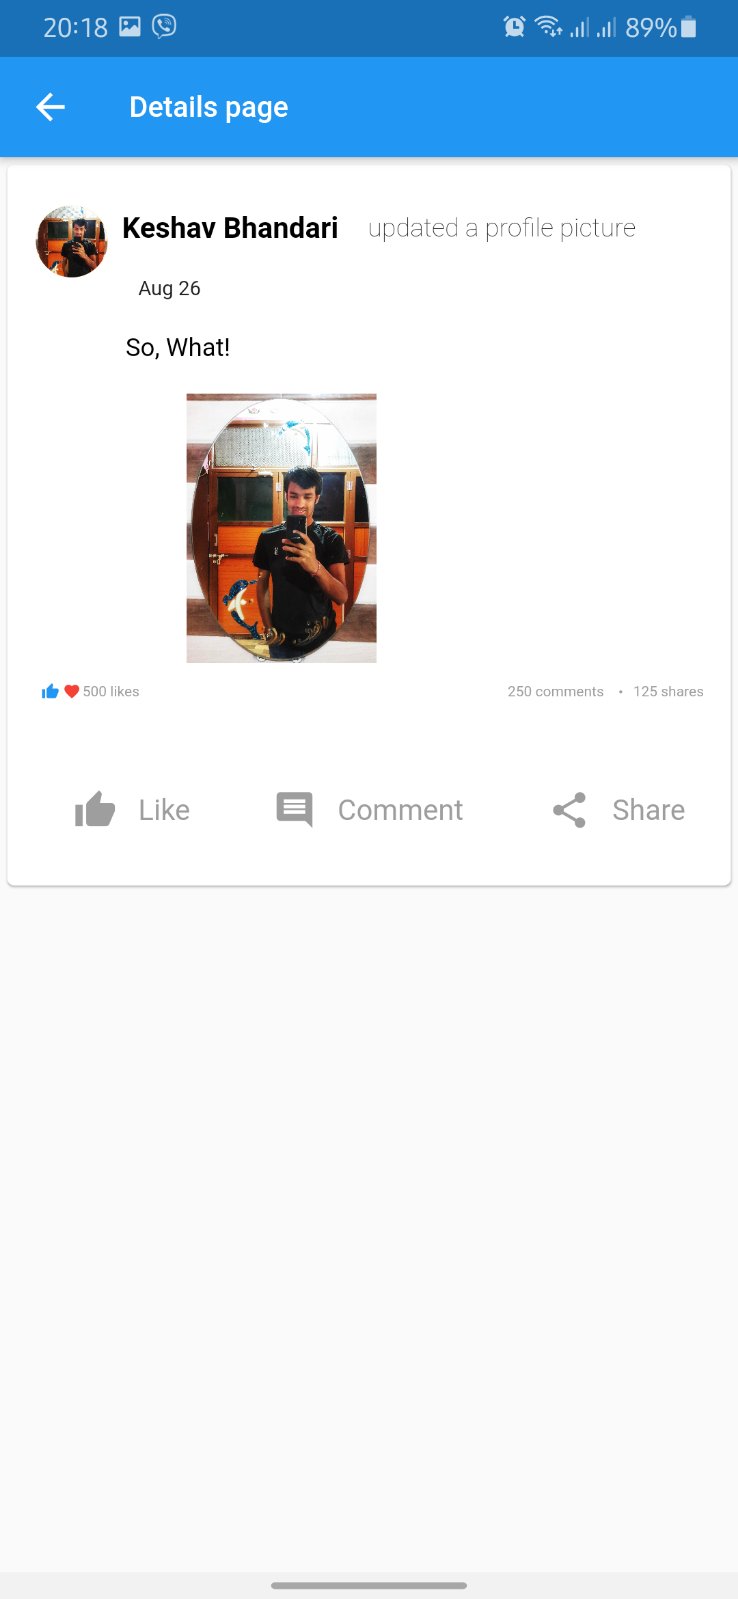 20:18 89%
Details page
Keshav Bhandari updated a profile picture
Aug 26
So, What!
500 likes 250 comments • 125 shares
Like Comment Share